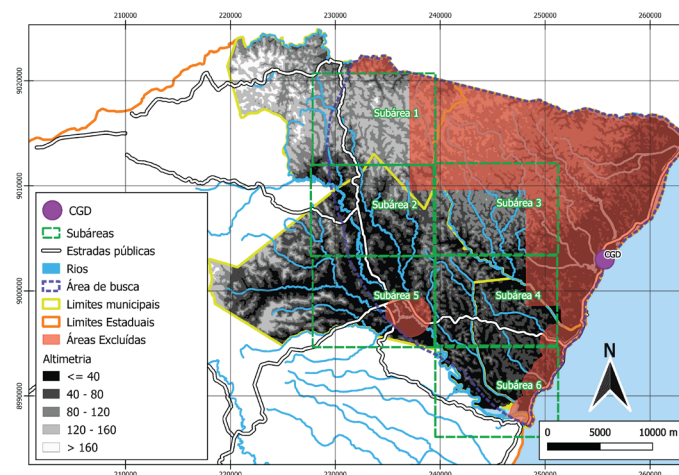 210000 220000 230000 240000 250000 260000
9020000
9010000
900000
8990000
Subárea 1
Subárea 2
Subárea 3
Subárea 4
Subárea 5
Subárea 6
CGD
CGD
Subáreas
Estradas públicas
Rios
Área de busca
Limites municipais
Limites Estaduais
Áreas Excluídas
Altimetria
<= 40
40 - 80
80 - 120
120 - 160
> 160
N
0 5000 10000 m
210000 220000 230000 240000 250000 260000